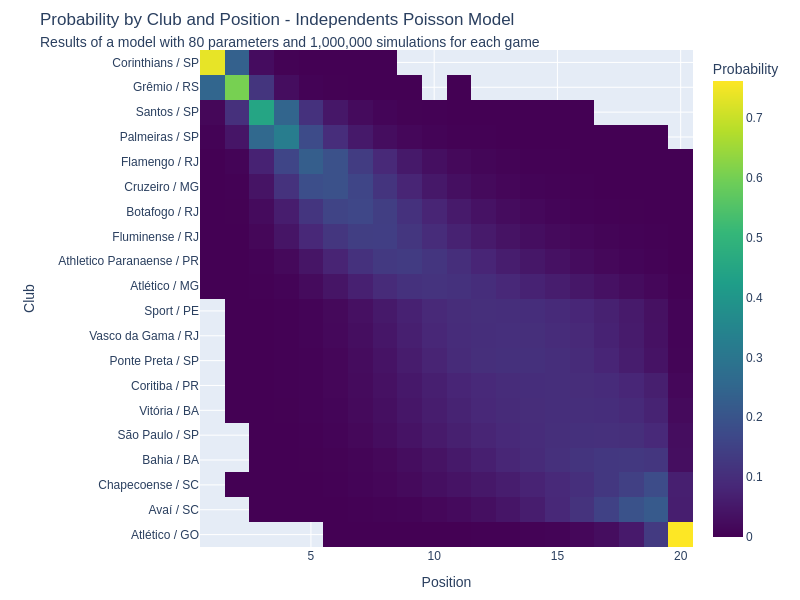 Probability by Club and Position - Independents Poisson Model
Results of a model with 80 parameters and 1,000,000 simulations for each game
Probability
Corinthians / SP
Grêmio / RS
Santos / SP
Palmeiras / SP
Flamengo / RJ
Cruzeiro / MG
Botafogo / RJ
Fluminense / RJ
Athletico Paranaense / PR
Atlético / MG
Sport / PE
Vasco da Gama / RJ
Ponte Preta / SP
Coritiba / PR
Vitória / BA
São Paulo / SP
Bahia / BA
Chapecoense / SC
Avaí / SC
Atlético / GO
Club
5
10
15
20
Position
0.7
0.6
0.5
0.4
0.3
0.2
0.1
0